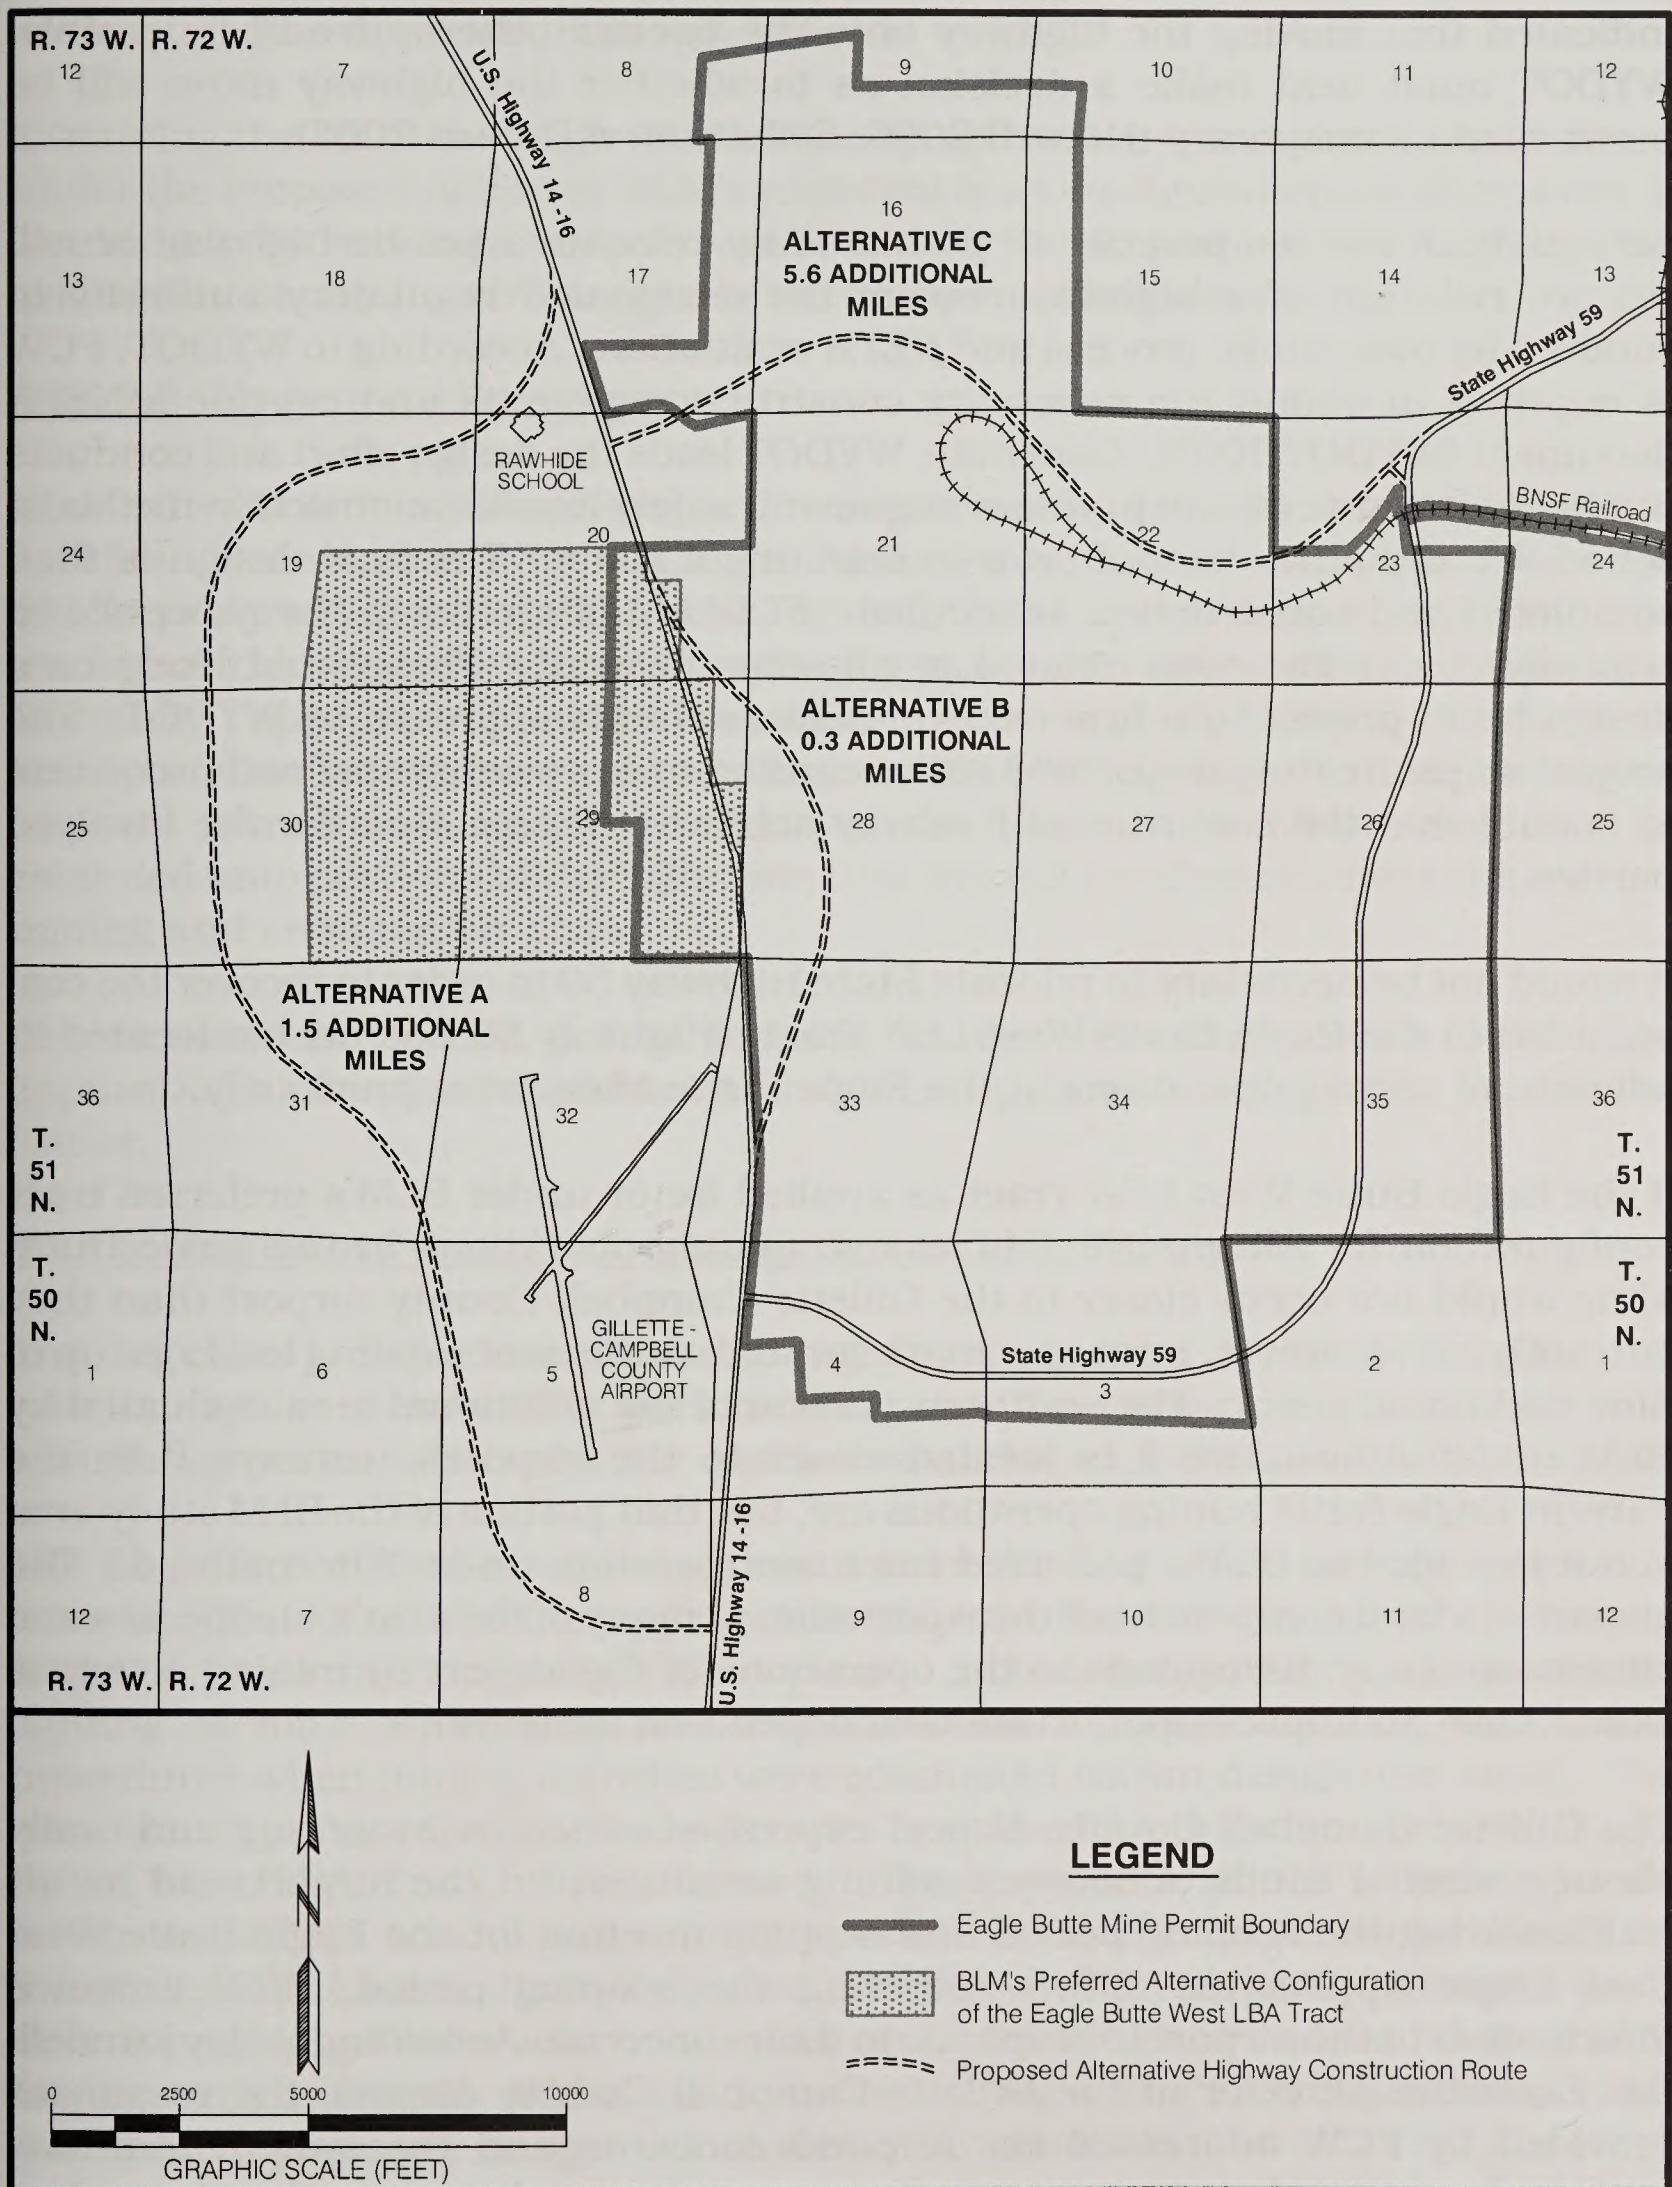 R. 73 W. R. 72 W.
12 7 8 9 10 11 12
U.S. Highway 14 -16
16
ALTERNATIVE C
5.6 ADDITIONAL
MILES
13 18 17 15 14 13
State Highway 59
RAWHIDE
SCHOOL
BNSF Railroad
24 19 20 21 22 23 24
ALTERNATIVE B
0.3 ADDITIONAL
MILES
25 30 29 28 27 26 25
ALTERNATIVE A
1.5 ADDITIONAL
MILES
36 31 32 33 34 35 36
T.
51
N.
T.
51
N.
T.
50
N.
T.
50
N.
GILLETTE -
CAMPBELL
COUNTY
AIRPORT
State Highway 59
1 6 5 4 3 2 1
U.S. Highway 14 -16
12 7 8 9 10 11 12
R. 73 W. R. 72 W.
N
LEGEND
Eagle Butte Mine Permit Boundary
BLM's Preferred Alternative Configuration
of the Eagle Butte West LBA Tract
Proposed Alternative Highway Construction Route
0 2500 5000 10000
GRAPHIC SCALE (FEET)